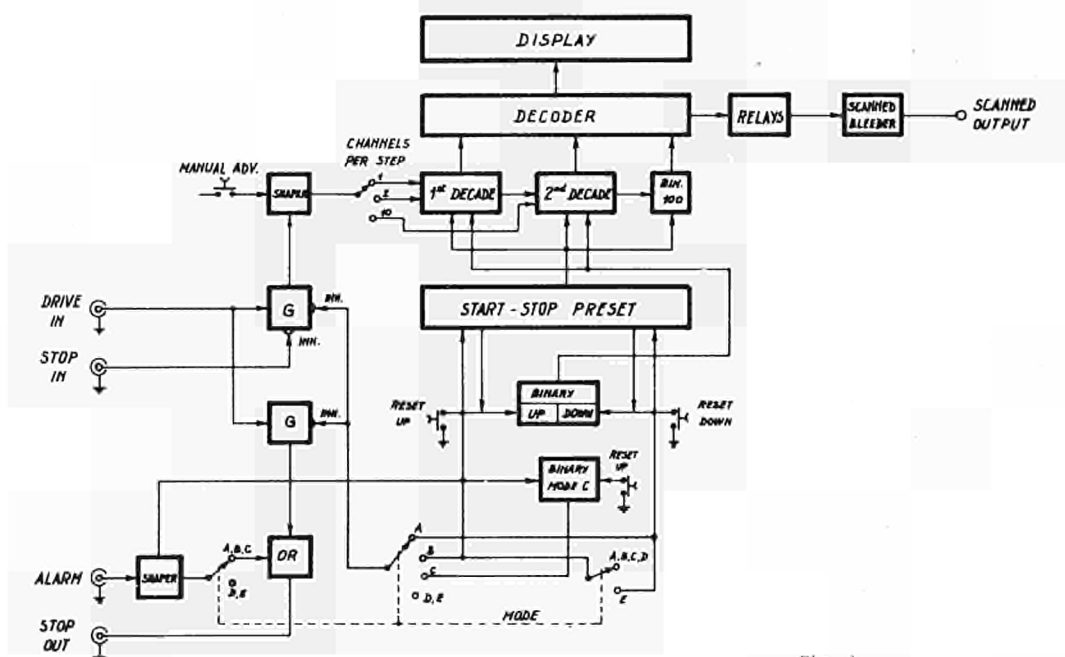 DISPLAY
DECODER
RELAYS
SCANNED
BLEEDER
SCANNED
OUTPUT
CHANNELS
PER STEP
MANUAL ADV.
SHAPER
1
2
10
1st DECADE
2nd DECADE
BIN.
100
DRIVE
IN
G
INH.
START-STOP PRESET
STOP
IN
INH.
BINARY
UP
DOWN
RESET
UP
RESET
DOWN
G
INH.
BINARY
MODE C
RESET
UP
ALARM
SHAPER
A,B,C
D,E
OR
A
B
C
D,E
A,B,C,D
E
MODE
STOP
OUT